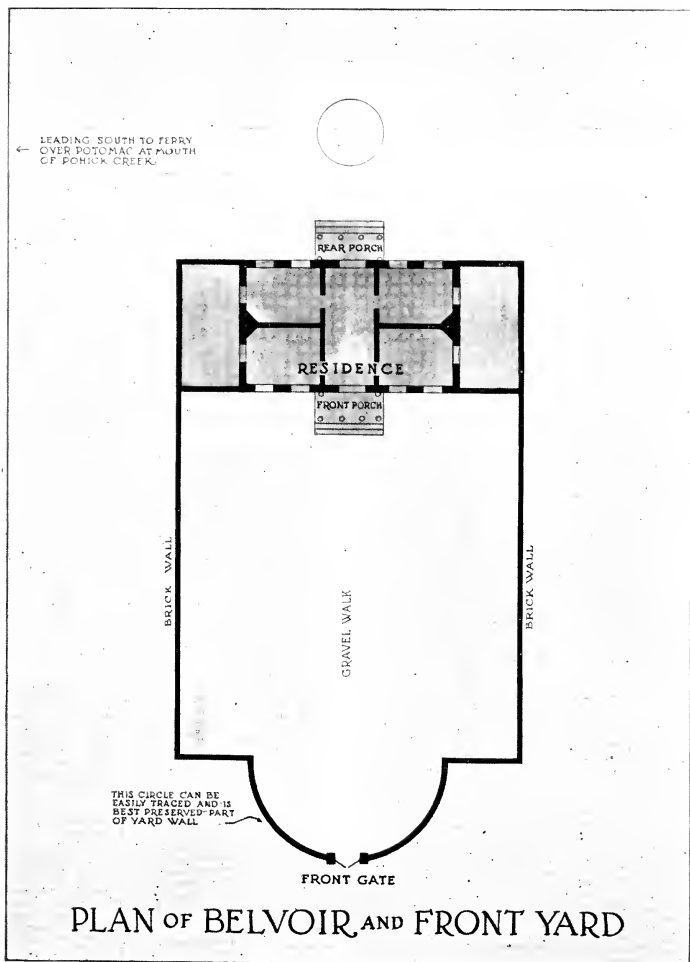 LEADING SOUTH TO FERRY
OVER POTOMAC AT MOUTH
OF POHICK CREEK.
REAR PORCH
RESIDENCE
FRONT PORCH
BRICK WALL
GRAVEL WALK
BRICK WALL
THIS CIRCLE CAN BE
EASILY TRACED AND IS
BEST PRESERVED PART
OF YARD WALL
FRONT GATE
PLAN OF BELVOIR AND FRONT YARD